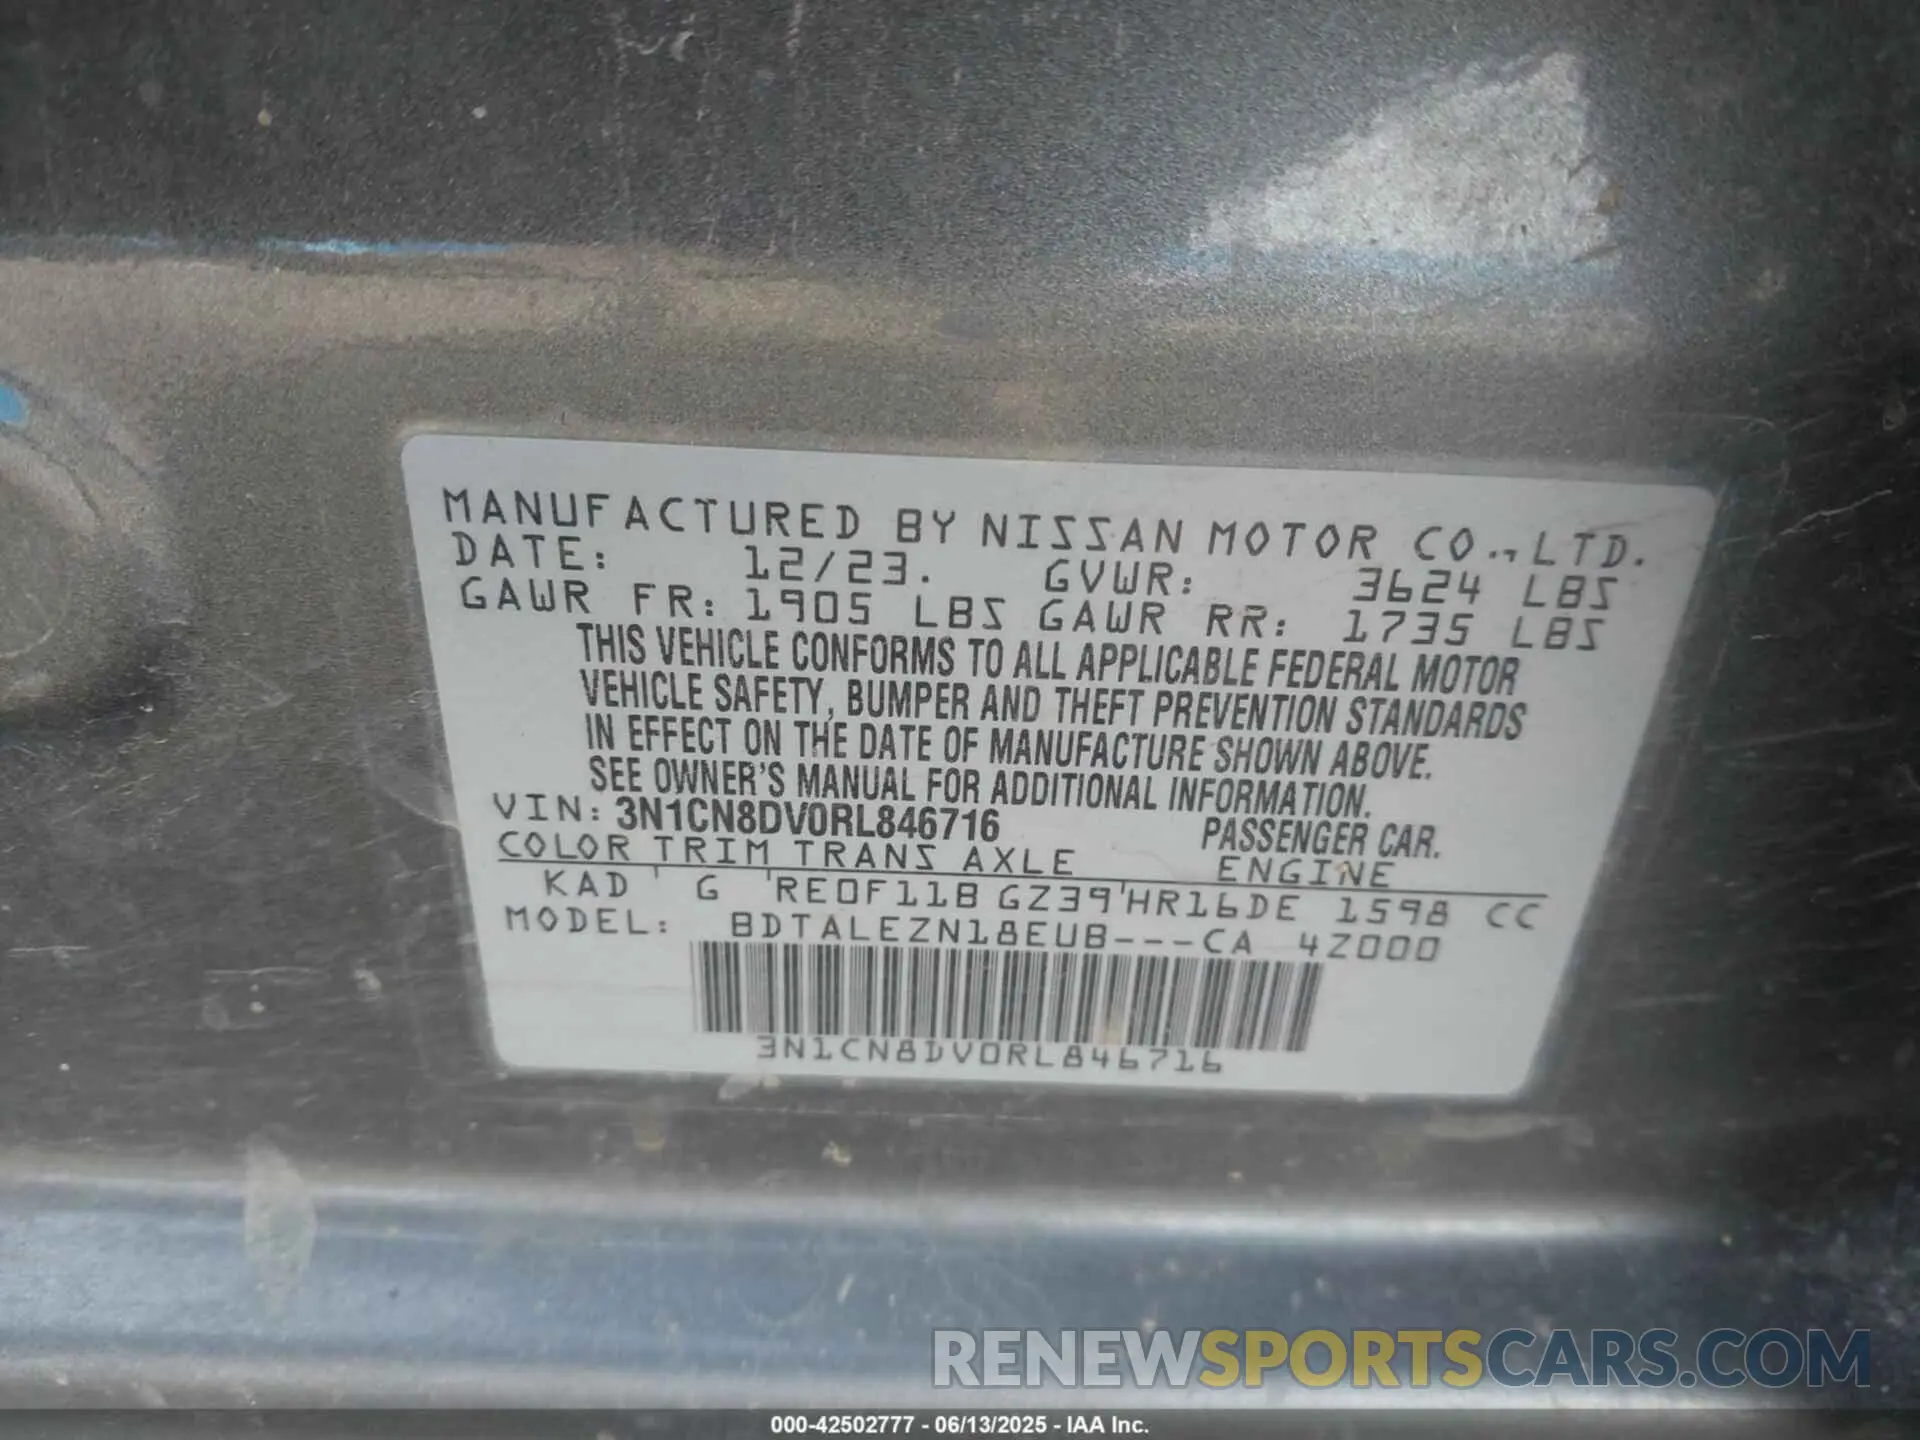 MANUFACTURED BY NISSAN MOTOR CO., LTD.
DATE: 12/23. GVWR: 3624 LBS
GAWR FR: 1905 LBS GAWR RR: 1735 LBS
THIS VEHICLE CONFORMS TO ALL APPLICABLE FEDERAL MOTOR
VEHICLE SAFETY, BUMPER AND THEFT PREVENTION STANDARDS
IN EFFECT ON THE DATE OF MANUFACTURE SHOWN ABOVE.
SEE OWNER'S MANUAL FOR ADDITIONAL INFORMATION.
VIN: 3N1CN8DV0RL846716 PASSENGER CAR.
COLOR TRIM TRANS AXLE ENGINE
KAD ' G 'RE0F11B GZ39'HR16DE 1598 CC
MODEL: BDTALEZN18EUB---CA 4Z000
3N1CN8DV0RL846716
RENEWSPORTSCARS.COM
000-42502777 - 06/13/2025 - IAA Inc.